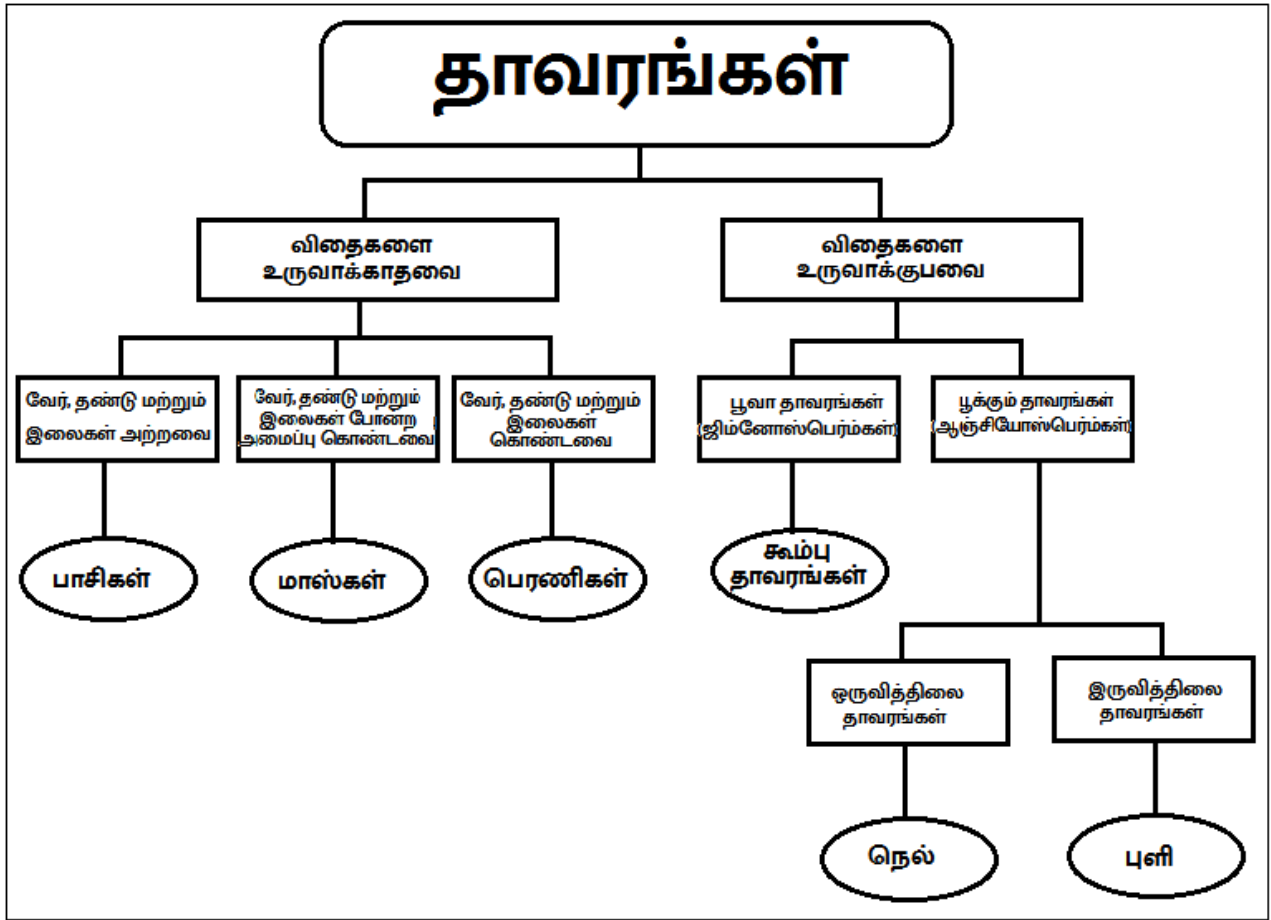 தாவரங்கள்
விதைகளை
உருவாக்காதவை
விதைகளை
உருவாக்குபவை
வேர், தண்டு மற்றும்
இலைகள் அற்றவை
வேர், தண்டு மற்றும்
இலைகள் போன்ற
அமைப்பு கொண்டவை
வேர், தண்டு மற்றும்
இலைகள்
கொண்டவை
பூவா தாவரங்கள்
(ஜிம்னோஸ்பெர்ம்கள்)
பூக்கும் தாவரங்கள்
(ஆஞ்சியோஸ்பெர்ம்கள்)
பாசிகள்
மாஸ்கள்
பெரணிகள்
கூம்பு
தாவரங்கள்
ஒருவித்திலை
தாவரங்கள்
இருவித்திலை
தாவரங்கள்
நெல்
புளி